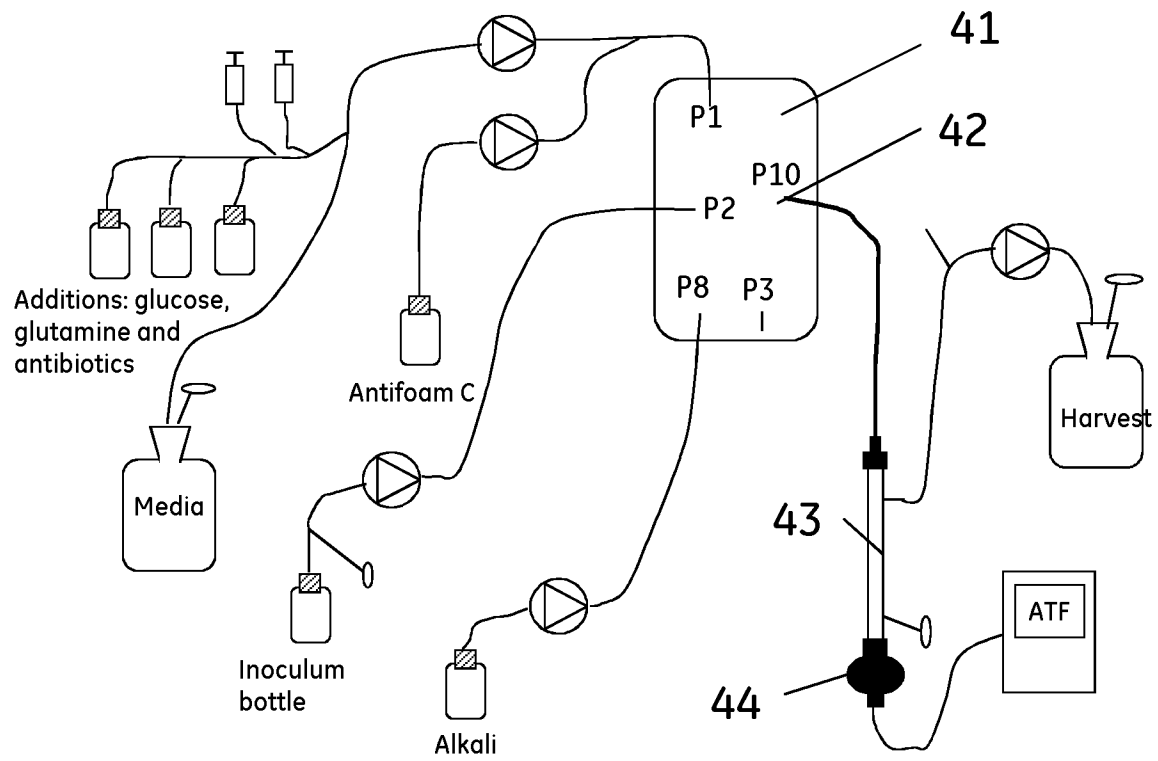 41
P1
42
P10
P2
P8
P3
Additions: glucose,
glutamine and
antibiotics
Antifoam C
Harvest
Media
43
ATF
Inoculum
bottle
44
Alkali